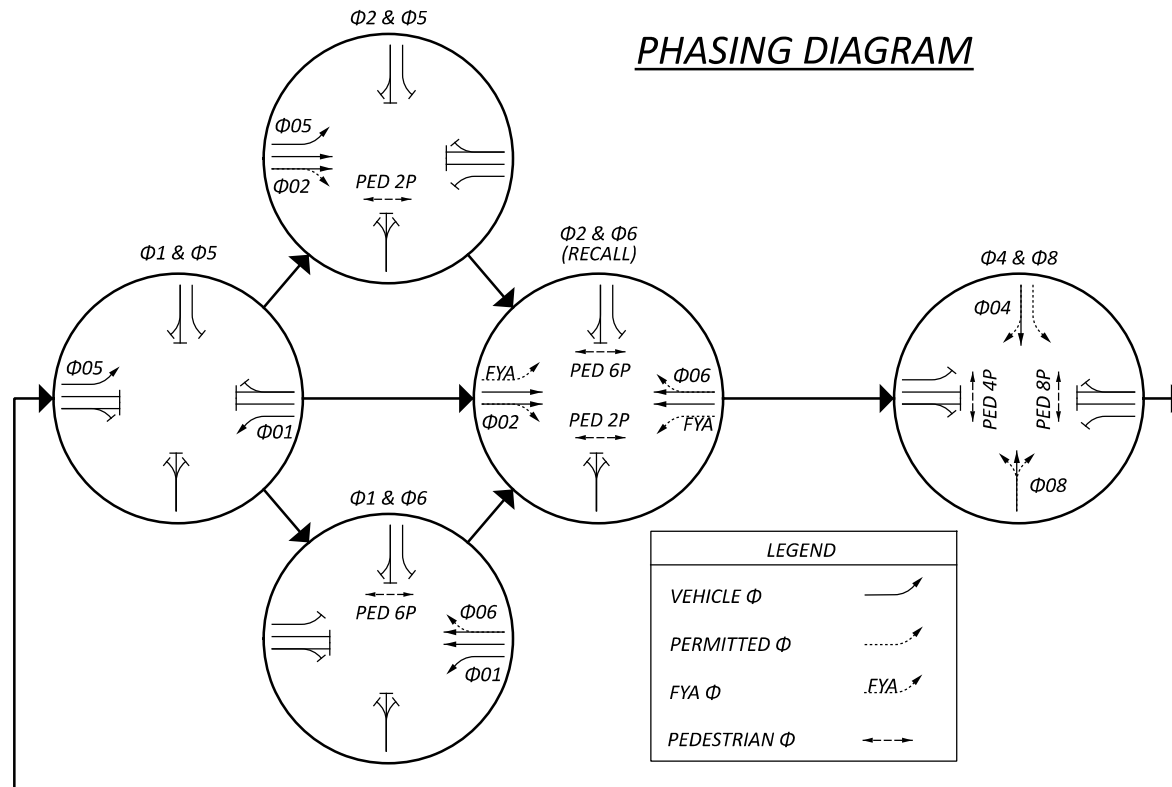 PHASING DIAGRAM
Φ2 & Φ5
Φ05
Φ02
PED 2P
Φ1 & Φ5
Φ05
Φ01
Φ2 & Φ6
(RECALL)
PED 6P
FYA
Φ06
Φ02
PED 2P
FYA
Φ1 & Φ6
PED 6P
Φ06
Φ01
Φ4 & Φ8
Φ04
PED 4P
PED 8P
Φ08
LEGEND
VEHICLE Φ
PERMITTED Φ
FYA Φ
FYA
PEDESTRIAN Φ